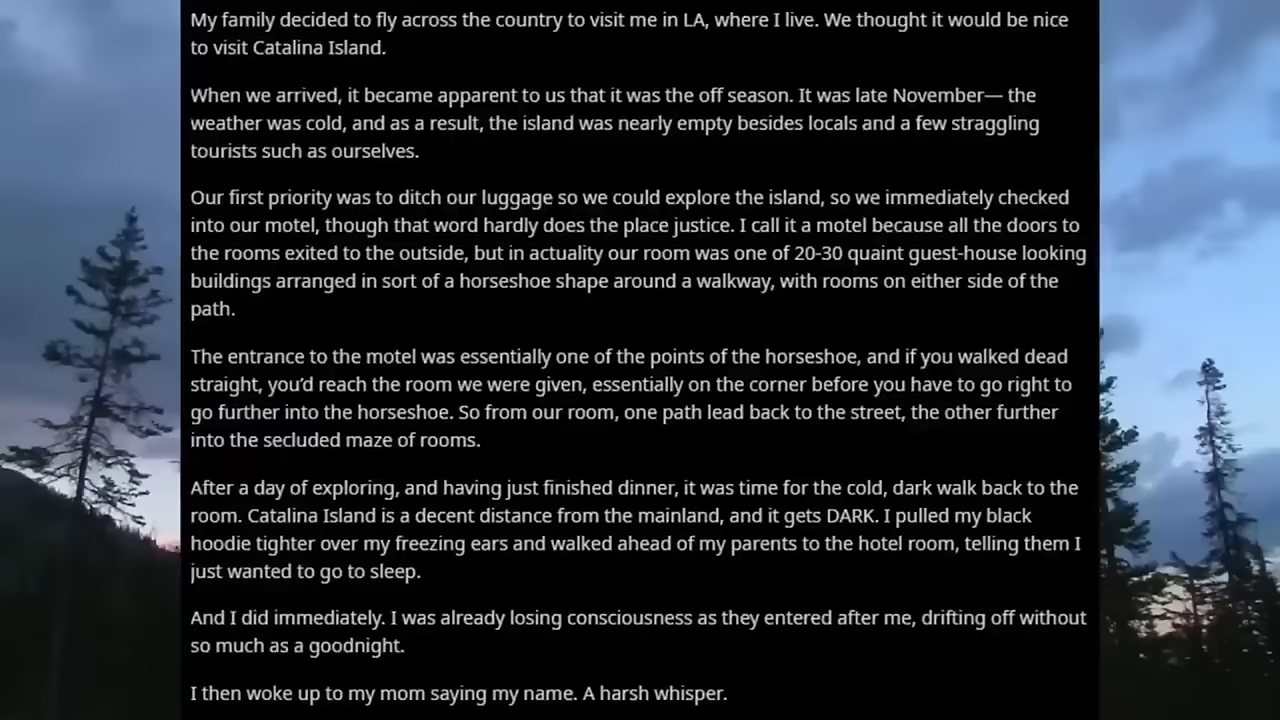 My family decided to fly across the country to visit me in LA, where I live. We thought it would be nice
to visit Catalina Island.
When we arrived, it became apparent to us that it was the off season. It was late November— the
weather was cold, and as a result, the island was nearly empty besides locals and a few straggling
tourists such as ourselves.
Our first priority was to ditch our luggage so we could explore the island, so we immediately checked
into our motel, though that word hardly does the place justice. I call it a motel because all the doors to
the rooms exited to the outside, but in actuality our room was one of 20-30 quaint guest-house looking
buildings arranged in sort of a horseshoe shape around a walkway, with rooms on either side of the
path.
The entrance to the motel was essentially one of the points of the horseshoe, and if you walked dead
straight, you’d reach the room we were given, essentially on the corner before you have to go right to
go further into the horseshoe. So from our room, one path lead back to the street, the other further
into the secluded maze of rooms.
After a day of exploring, and having just finished dinner, it was time for the cold, dark walk back to the
room. Catalina Island is a decent distance from the mainland, and it gets DARK. I pulled my black
hoodie tighter over my freezing ears and walked ahead of my parents to the hotel room, telling them I
just wanted to go to sleep.
And I did immediately. I was already losing consciousness as they entered after me, drifting off without
so much as a goodnight.
I then woke up to my mom saying my name. A harsh whisper.